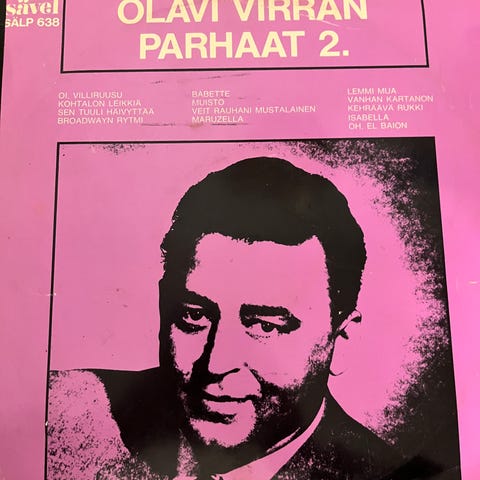 sävel
SÄLP 638
OLAVI VIRRAN
PARHAAT 2.
OI, VILLIRUUSU
KOHTALON LEIKKIÄ
SEN TUULI HÄIVYTTÄÄ
BROADWAYN RYTMI
BABETTE
MUISTO
VEIT RAUHANI MUSTALAINEN
MARUZELLA
LEMMI MUA
VANHAN KARTANON
KEHRÄÄVÄ RUKKI
ISABELLA
OH, EL BAION